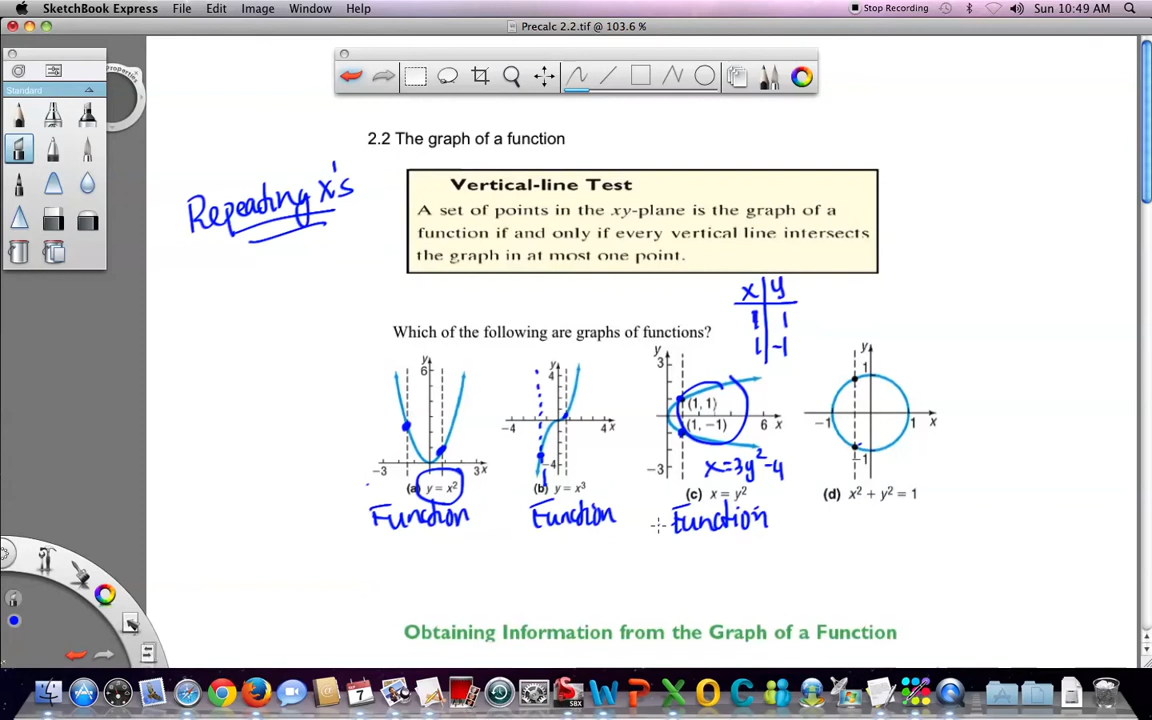 SketchBook Express File Edit Image Window Help Stop Recording Sun 10:49 AM
Precalc 2.2.tif @ 103.6 %
Properties
Standard
2.2 The graph of a function
Repeading x's
Vertical-line Test
A set of points in the xy-plane is the graph of a
function if and only if every vertical line intersects
the graph in at most one point.
x y
1 1
1 -1
Which of the following are graphs of functions?
y 6 -3 3 x
y 4 -4 4 x -4
y 3 (1, 1) (1, -1) 6 x -3
y 1 -1 1 x -1
x=3y²-4
(a) y = x² (b) y = x³ (c) x = y² (d) x² + y² = 1
Function Function Function
Obtaining Information from the Graph of a Function
7
SBX